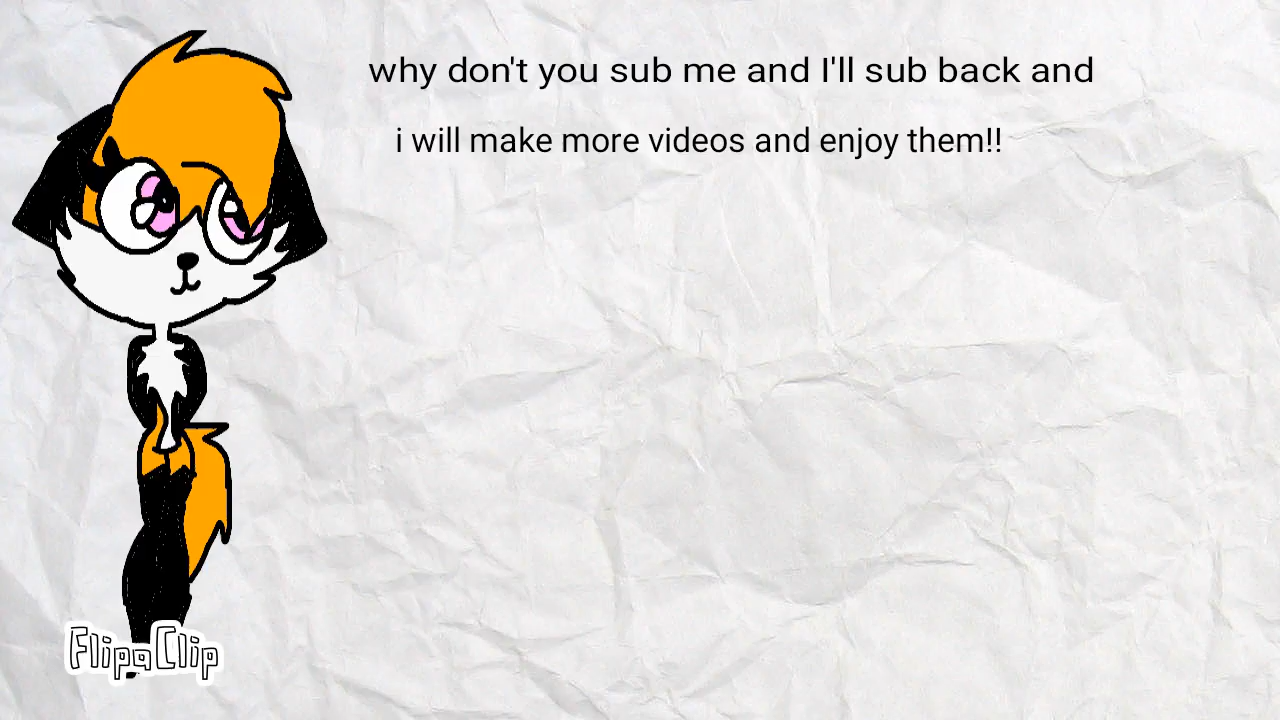 why don't you sub me and I'll sub back and
i will make more videos and enjoy them!!
FlipaClip